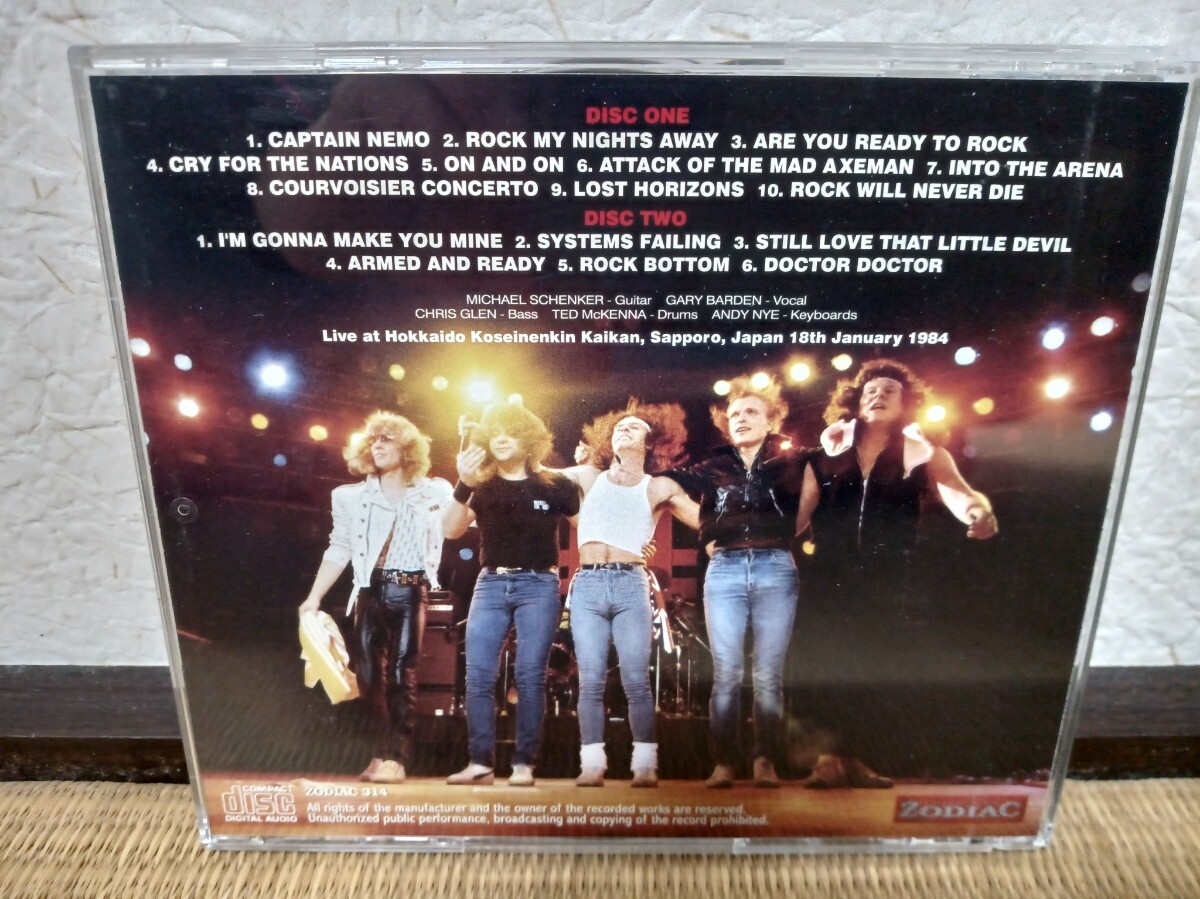 DISC ONE
1. CAPTAIN NEMO 2. ROCK MY NIGHTS AWAY 3. ARE YOU READY TO ROCK
4. CRY FOR THE NATIONS 5. ON AND ON 6. ATTACK OF THE MAD AXEMAN 7. INTO THE ARENA
8. COURVOISIER CONCERTO 9. LOST HORIZONS 10. ROCK WILL NEVER DIE
DISC TWO
1. I'M GONNA MAKE YOU MINE 2. SYSTEMS FAILING 3. STILL LOVE THAT LITTLE DEVIL
4. ARMED AND READY 5. ROCK BOTTOM 6. DOCTOR DOCTOR
MICHAEL SCHENKER - Guitar GARY BARDEN - Vocal
CHRIS GLEN - Bass TED McKENNA - Drums ANDY NYE - Keyboards
Live at Hokkaido Koseinenkin Kaikan, Sapporo, Japan 18th January 1984
COMPACT
disc
DIGITAL AUDIO
ZODIAC 314
All rights of the manufacturer and the owner of the recorded works are reserved.
Unauthorized public performance, broadcasting and copying of the record prohibited.
ZODIAC